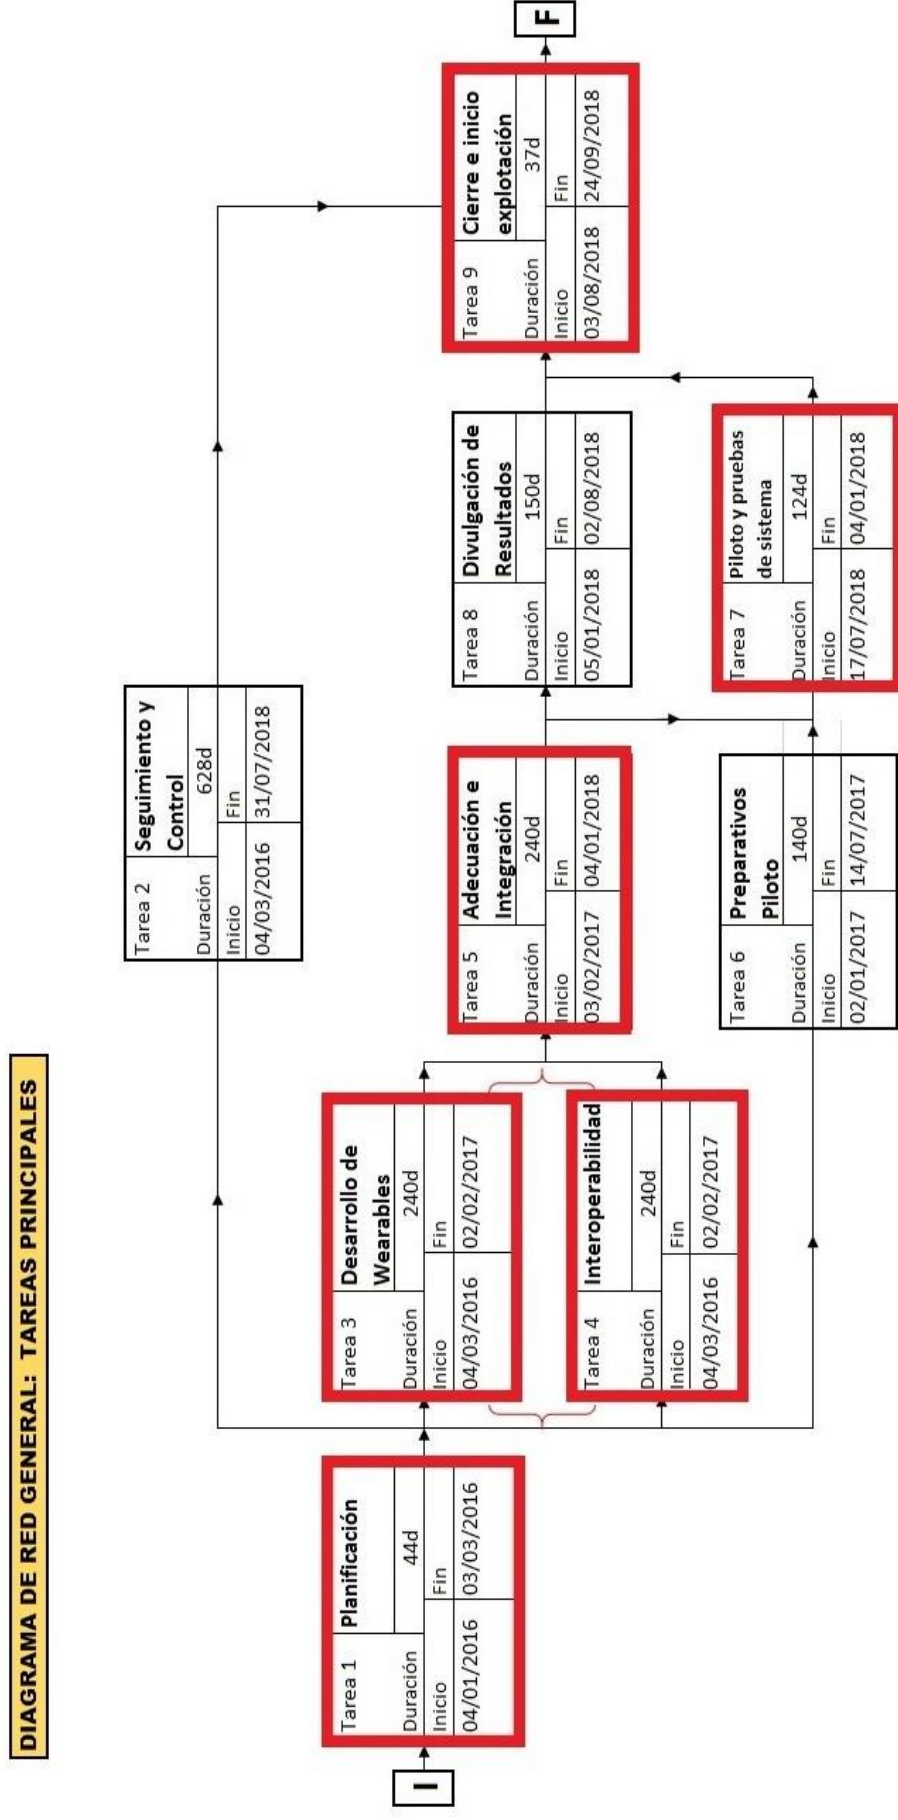 DIAGRAMA DE RED GENERAL: TAREAS PRINCIPALES
I
Tarea 1
Planificación
Duración
44d
Inicio
Fin
04/01/2016
03/03/2016
Tarea 2
Seguimiento y
Control
Duración
628d
Inicio
Fin
04/03/2016
31/07/2018
Tarea 3
Desarrollo de
Wearables
Duración
240d
Inicio
Fin
04/03/2016
02/02/2017
Tarea 4
Interoperabilidad
Duración
240d
Inicio
Fin
04/03/2016
02/02/2017
Tarea 5
Adecuación e
Integración
Duración
240d
Inicio
Fin
03/02/2017
04/01/2018
Tarea 6
Preparativos
Piloto
Duración
140d
Inicio
Fin
02/01/2017
14/07/2017
Tarea 7
Piloto y pruebas
de sistema
Duración
124d
Inicio
Fin
17/07/2018
04/01/2018
Tarea 8
Divulgación de
Resultados
Duración
150d
Inicio
Fin
05/01/2018
02/08/2018
Tarea 9
Cierre e inicio
explotación
Duración
37d
Inicio
Fin
03/08/2018
24/09/2018
F